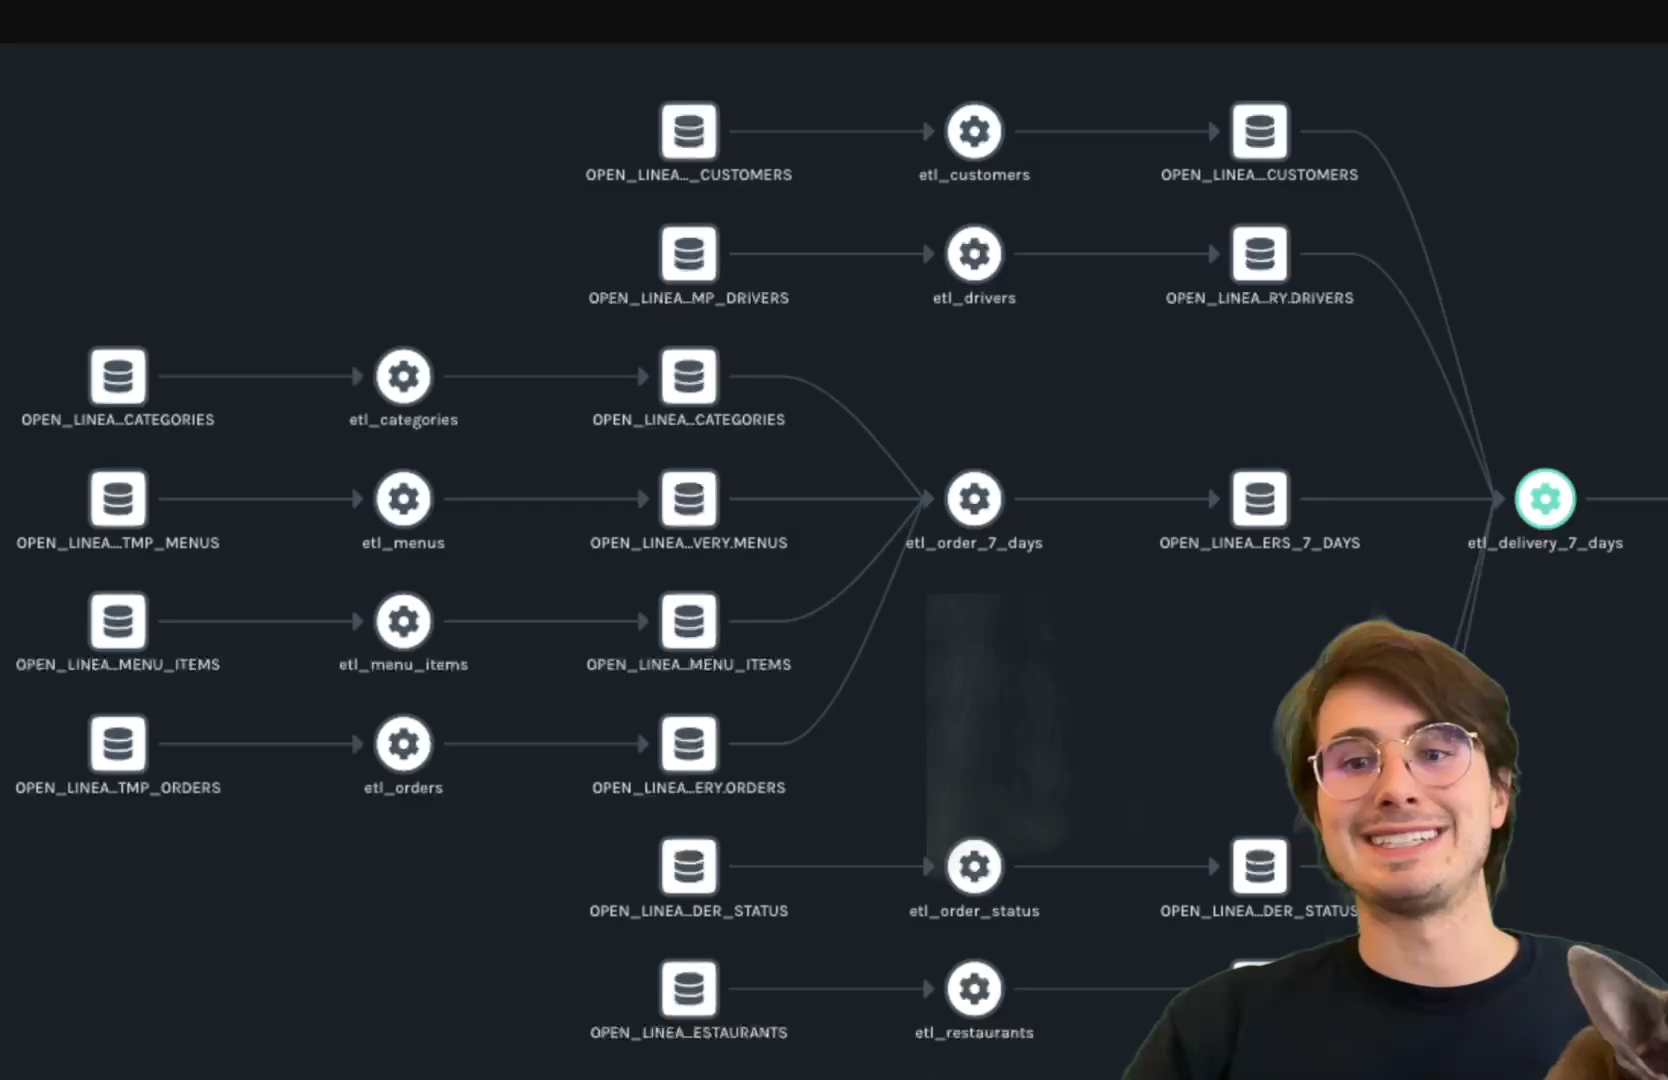 OPEN_LINEA..._CUSTOMERS
etl_customers
OPEN_LINEA...CUSTOMERS
OPEN_LINEA...MP_DRIVERS
etl_drivers
OPEN_LINEA...RY.DRIVERS
OPEN_LINEA...CATEGORIES
etl_categories
OPEN_LINEA...CATEGORIES
OPEN_LINEA...TMP_MENUS
etl_menus
OPEN_LINEA...VERY.MENUS
etl_order_7_days
OPEN_LINEA...ERS_7_DAYS
etl_delivery_7_days
OPEN_LINEA...MENU_ITEMS
etl_menu_items
OPEN_LINEA...MENU_ITEMS
OPEN_LINEA...TMP_ORDERS
etl_orders
OPEN_LINEA...ERY.ORDERS
OPEN_LINEA...DER_STATUS
etl_order_status
OPEN_LINEA...DER_STATUS
OPEN_LINEA...ESTAURANTS
etl_restaurants